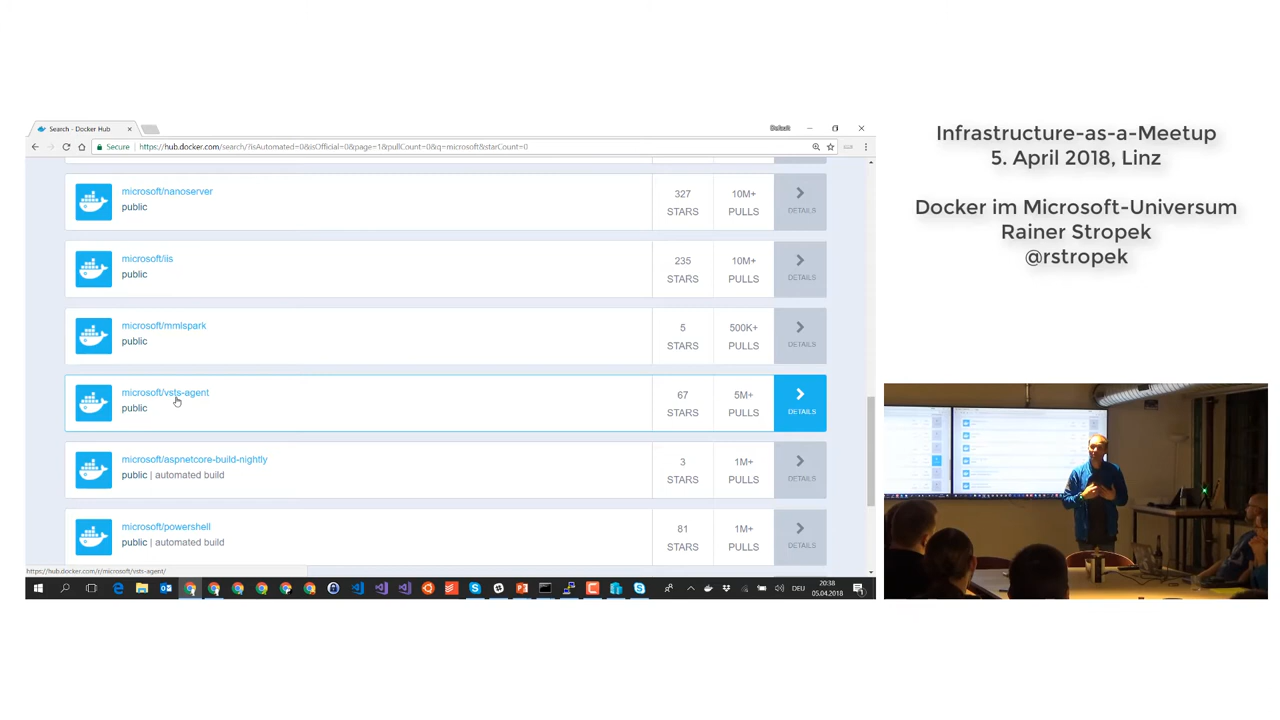 Search - Docker Hub
Default
Secure
https://hub.docker.com/search/?isAutomated=0&isOfficial=0&page=1&pullCount=0&q=microsoft&starCount=0
microsoft/nanoserver
public
327
STARS
10M+
PULLS
DETAILS
microsoft/iis
public
235
STARS
10M+
PULLS
DETAILS
microsoft/mmlspark
public
5
STARS
500K+
PULLS
DETAILS
microsoft/vsts-agent
public
67
STARS
5M+
PULLS
DETAILS
microsoft/aspnetcore-build-nightly
public | automated build
3
STARS
1M+
PULLS
DETAILS
microsoft/powershell
public | automated build
81
STARS
1M+
PULLS
DETAILS
https://hub.docker.com/r/microsoft/vsts-agent/
DEU
20:38
05.04.2018
Infrastructure-as-a-Meetup
5. April 2018, Linz
Docker im Microsoft-Universum
Rainer Stropek
@rstropek